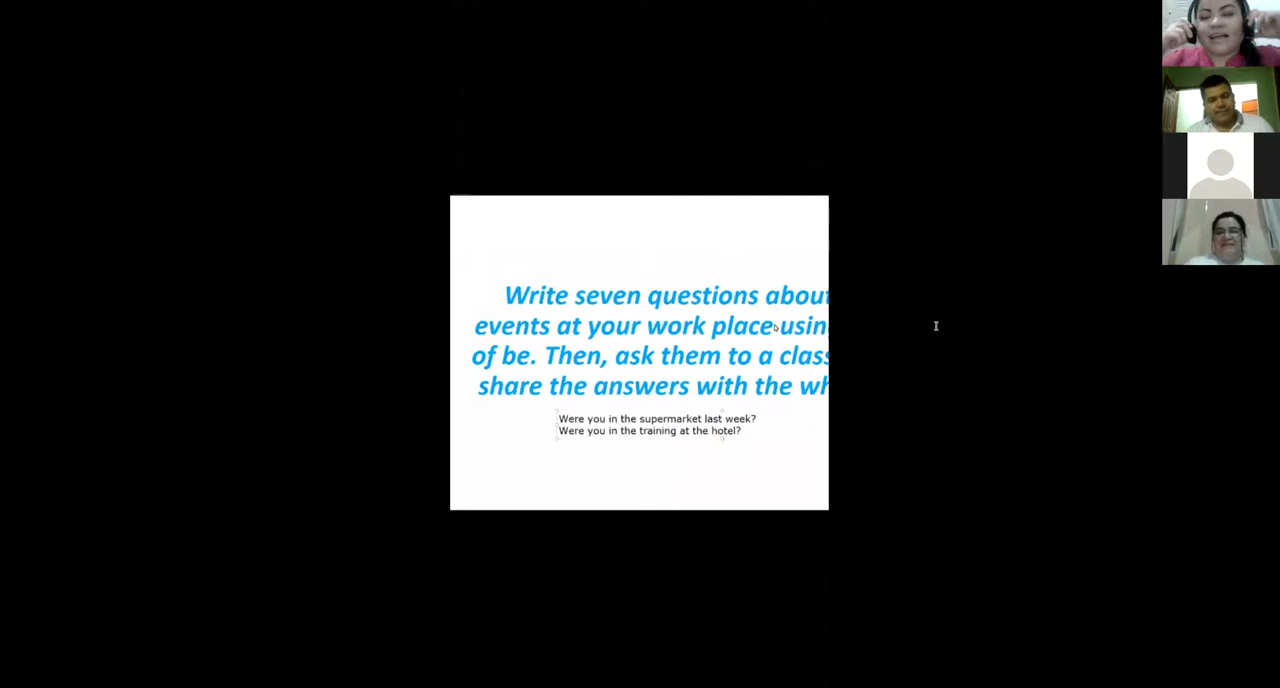 Write seven questions about
events at your work place using
of be. Then, ask them to a
share the answers with the
Were you in the supermarket last week?
Were you in the training at the hotel?